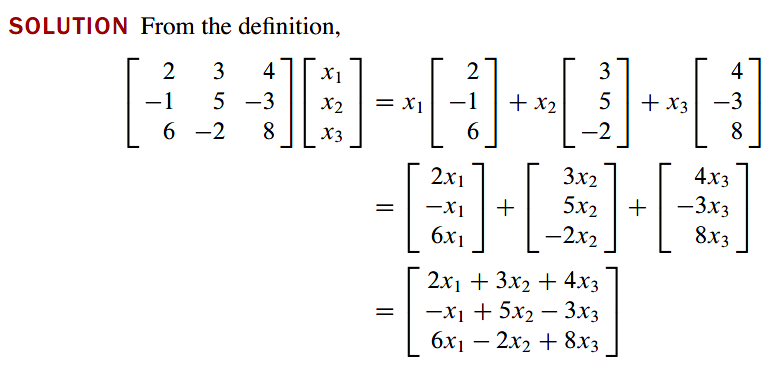 SOLUTION From the definition,
[ 2 3 4 ] [ x₁ ] = x₁ [ 2 ] + x₂ [ 3 ] + x₃ [ 4 ]
[ −1 5 −3 ] [ x₂ ] [ −1 ] [ 5 ] [ −3 ]
[ 6 −2 8 ] [ x₃ ] [ 6 ] [ −2 ] [ 8 ]
= [ 2x₁ ] + [ 3x₂ ] + [ 4x₃ ]
[ −x₁ ] [ 5x₂ ] [ −3x₃ ]
[ 6x₁ ] [ −2x₂ ] [ 8x₃ ]
= [ 2x₁ + 3x₂ + 4x₃ ]
[ −x₁ + 5x₂ − 3x₃ ]
[ 6x₁ − 2x₂ + 8x₃ ]